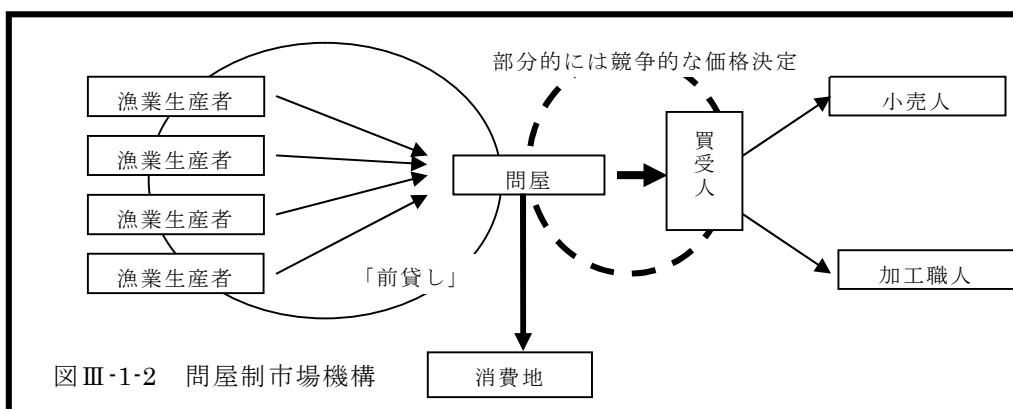 部分的には競争的な価格決定
漁業生産者
漁業生産者
漁業生産者
漁業生産者
「前貸し」
問屋
買受人
小売人
加工職人
消費地
図Ⅲ-1-2 問屋制市場機構